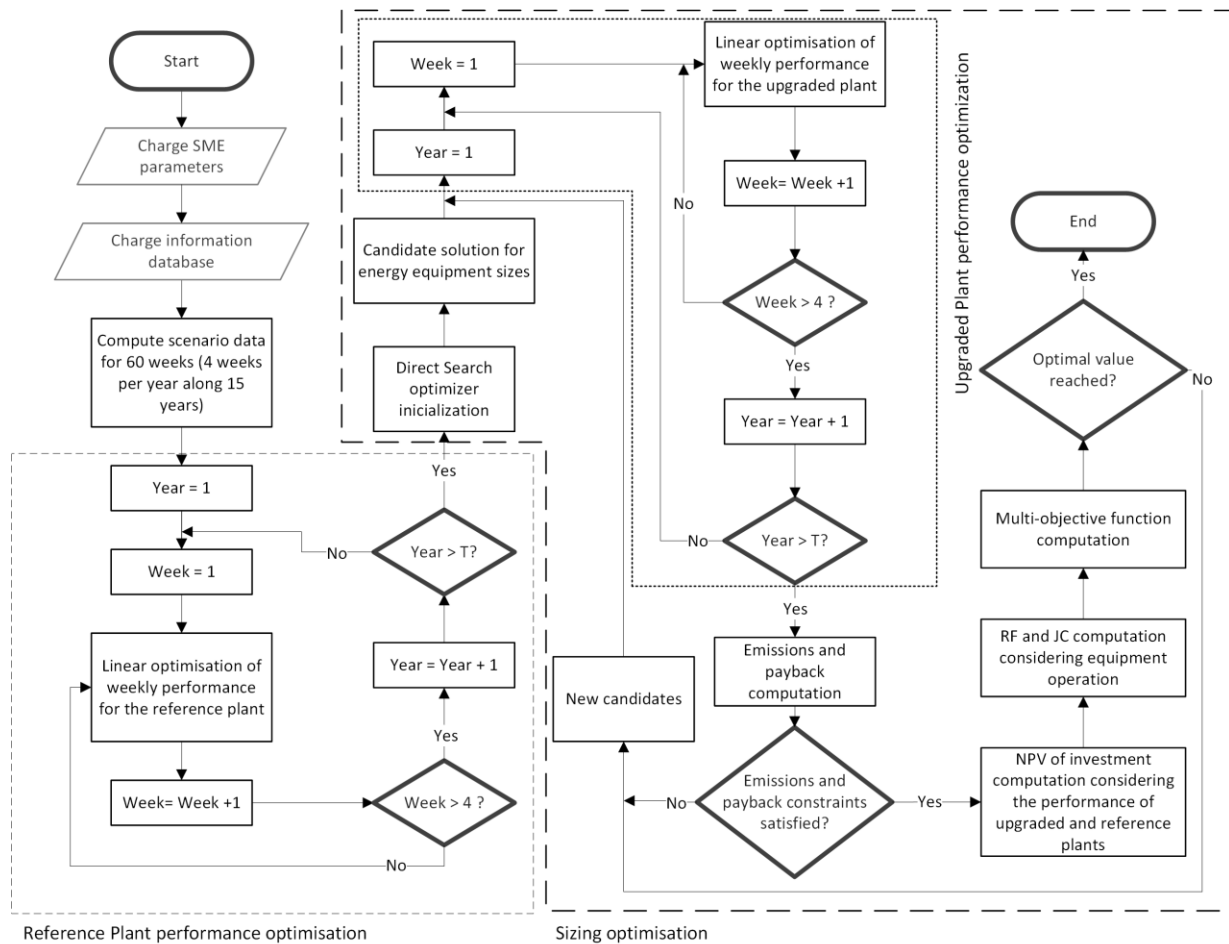 Start
Charge SME
parameters
Charge information
database
Compute scenario data
for 60 weeks (4 weeks
per year along 15
years)
Year = 1
Week = 1
Linear optimisation of
weekly performance
for the reference plant
Week= Week +1
Week > 4 ?
No
Yes
Year = Year + 1
Year > T?
No
Yes
Reference Plant performance optimisation
Direct Search
optimizer
inicialization
Candidate solution for
energy equipment sizes
Year = 1
Week = 1
Linear optimisation of
weekly performance
for the upgraded plant
Week= Week +1
No
Week > 4 ?
Yes
Year = Year + 1
No
Year > T?
Yes
Upgraded Plant performance optimization
Emissions and
payback
computation
New candidates
No
Emissions and
payback constraints
satisfied?
Yes
NPV of investment
computation considering
the performance of
upgraded and reference
plants
RF and JC computation
considering equipment
operation
Multi-objective function
computation
Optimal value
reached?
No
Yes
End
Sizing optimisation